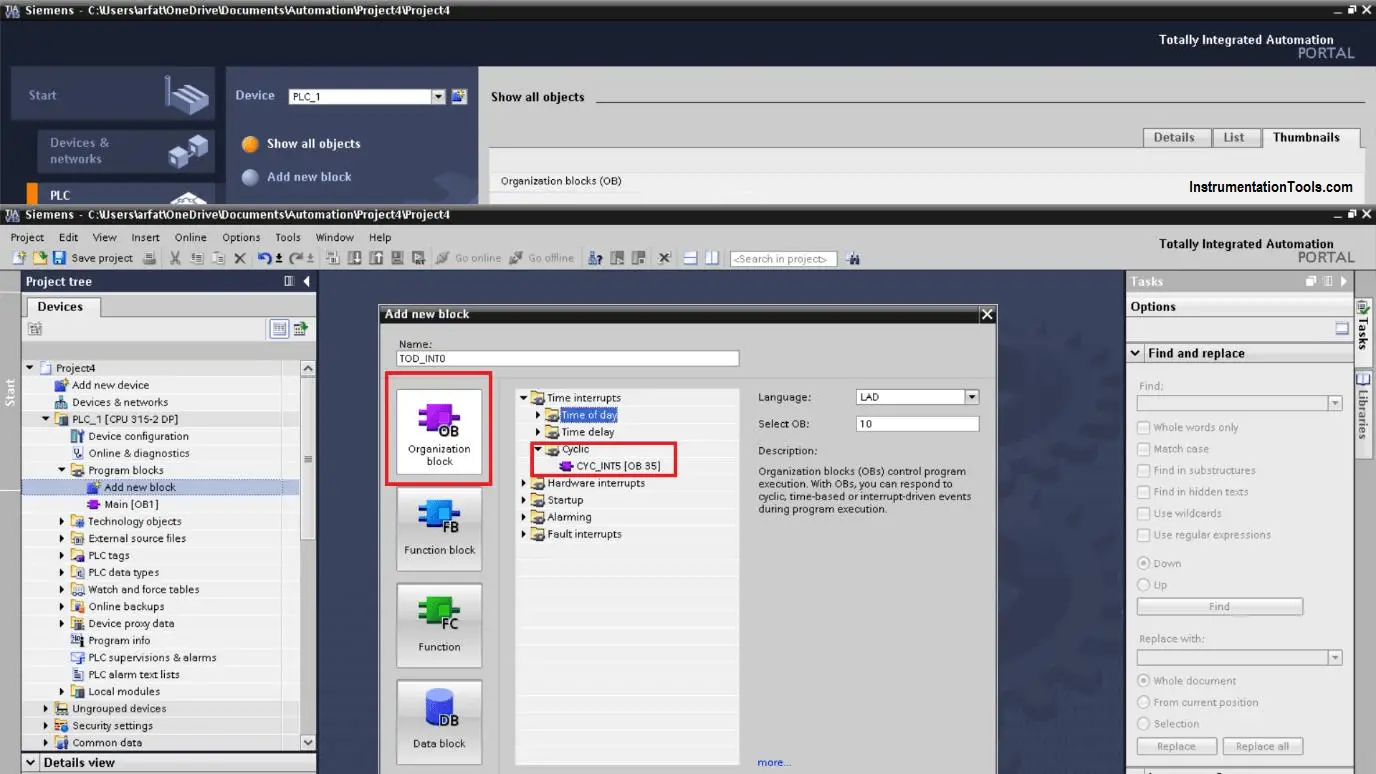 Siemens - C:\Users\arfat\OneDrive\Documents\Automation\Project4\Project4
Totally Integrated Automation
PORTAL
Start
Devices &
networks
PLC
Device
PLC_1
Show all objects
Add new block
Show all objects
Details
List
Thumbnails
Organization blocks (OB)
InstrumentationTools.com
Siemens - C:\Users\arfat\OneDrive\Documents\Automation\Project4\Project4
Project Edit View Insert Online Options Tools Window Help
Totally Integrated Automation
PORTAL
Save project
Go online
Go offline
<Search in project>
Project tree
Devices
Start
Project4
Add new device
Devices & networks
PLC_1 [CPU 315-2 DP]
Device configuration
Online & diagnostics
Program blocks
Add new block
Main [OB1]
Technology objects
External source files
PLC tags
PLC data types
Watch and force tables
Online backups
Device proxy data
Program info
PLC supervisions & alarms
PLC alarm text lists
Local modules
Ungrouped devices
Security settings
Common data
Details view
Add new block
Name:
TOD_INT0
OB
Organization
block
FB
Function block
FC
Function
DB
Data block
Time interrupts
Time of day
Time delay
Cyclic
CYC_INT5 [OB 35]
Hardware interrupts
Startup
Alarming
Fault interrupts
Language:
LAD
Select OB:
10
Description:
Organization blocks (OBs) control program
execution. With OBs, you can respond to
cyclic, time-based or interrupt-driven events
during program execution.
more...
Tasks
Options
Find and replace
Find:
Whole words only
Match case
Find in substructures
Find in hidden texts
Use wildcards
Use regular expressions
Down
Up
Find
Replace with:
Whole document
From current position
Selection
Replace
Replace all
Tasks
Libraries